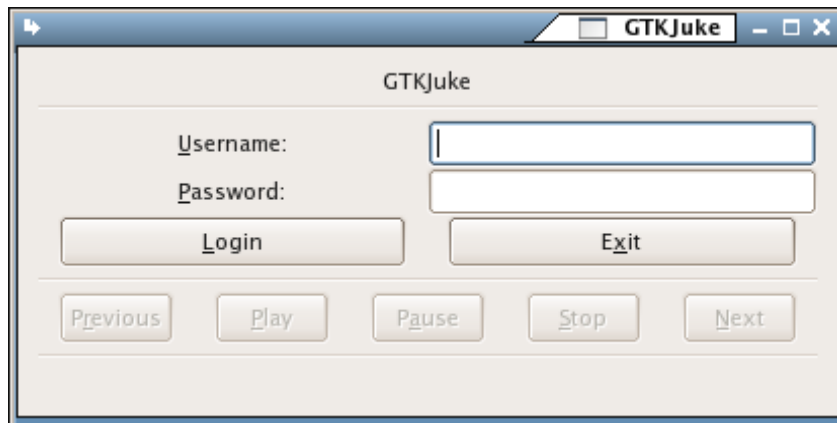 GTKJuke
GTKJuke
Username:
Password:
Login Exit
Previous Play Pause Stop Next